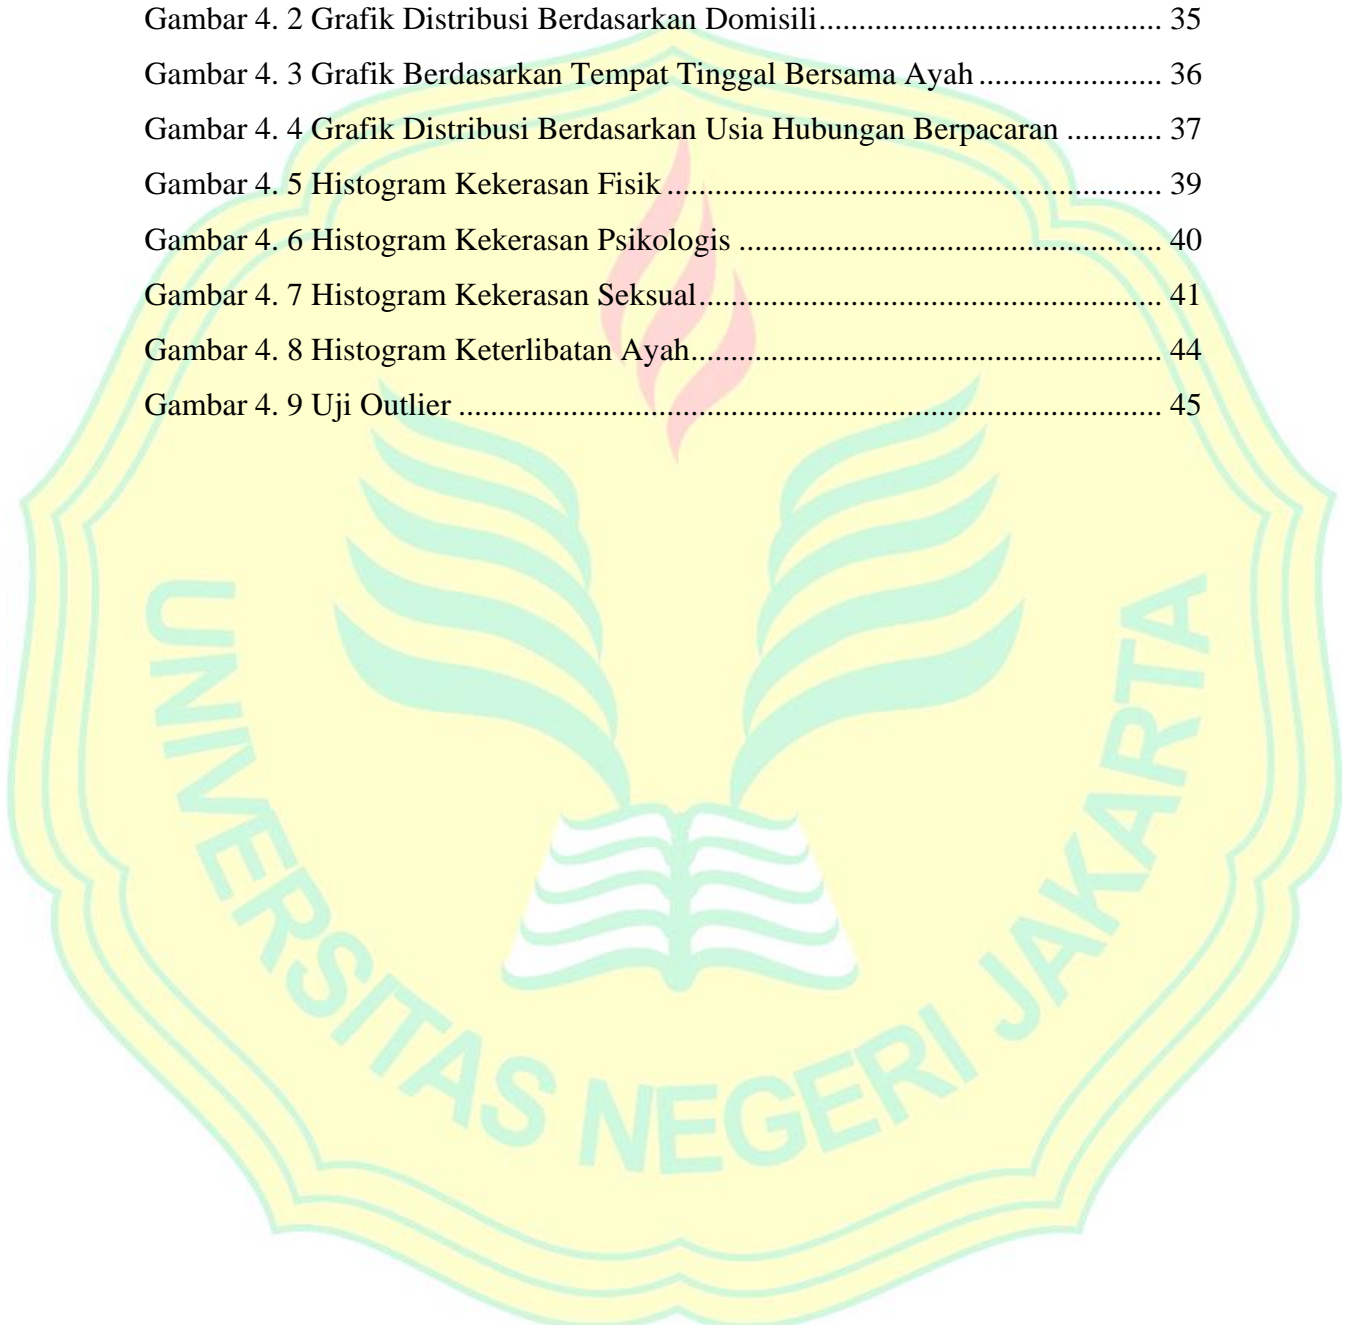 Gambar 4. 2 Grafik Distribusi Berdasarkan Domisili.................................... 35
Gambar 4. 3 Grafik Berdasarkan Tempat Tinggal Bersama Ayah ....................... 36
Gambar 4. 4 Grafik Distribusi Berdasarkan Usia Hubungan Berpacaran ............ 37
Gambar 4. 5 Histogram Kekerasan Fisik .............................................................. 39
Gambar 4. 6 Histogram Kekerasan Psikologis ..................................................... 40
Gambar 4. 7 Histogram Kekerasan Seksual.......................................................... 41
Gambar 4. 8 Histogram Keterlibatan Ayah........................................................... 44
Gambar 4. 9 Uji Outlier ........................................................................................ 45
UNIVERSITAS NEGERI JAKARTA